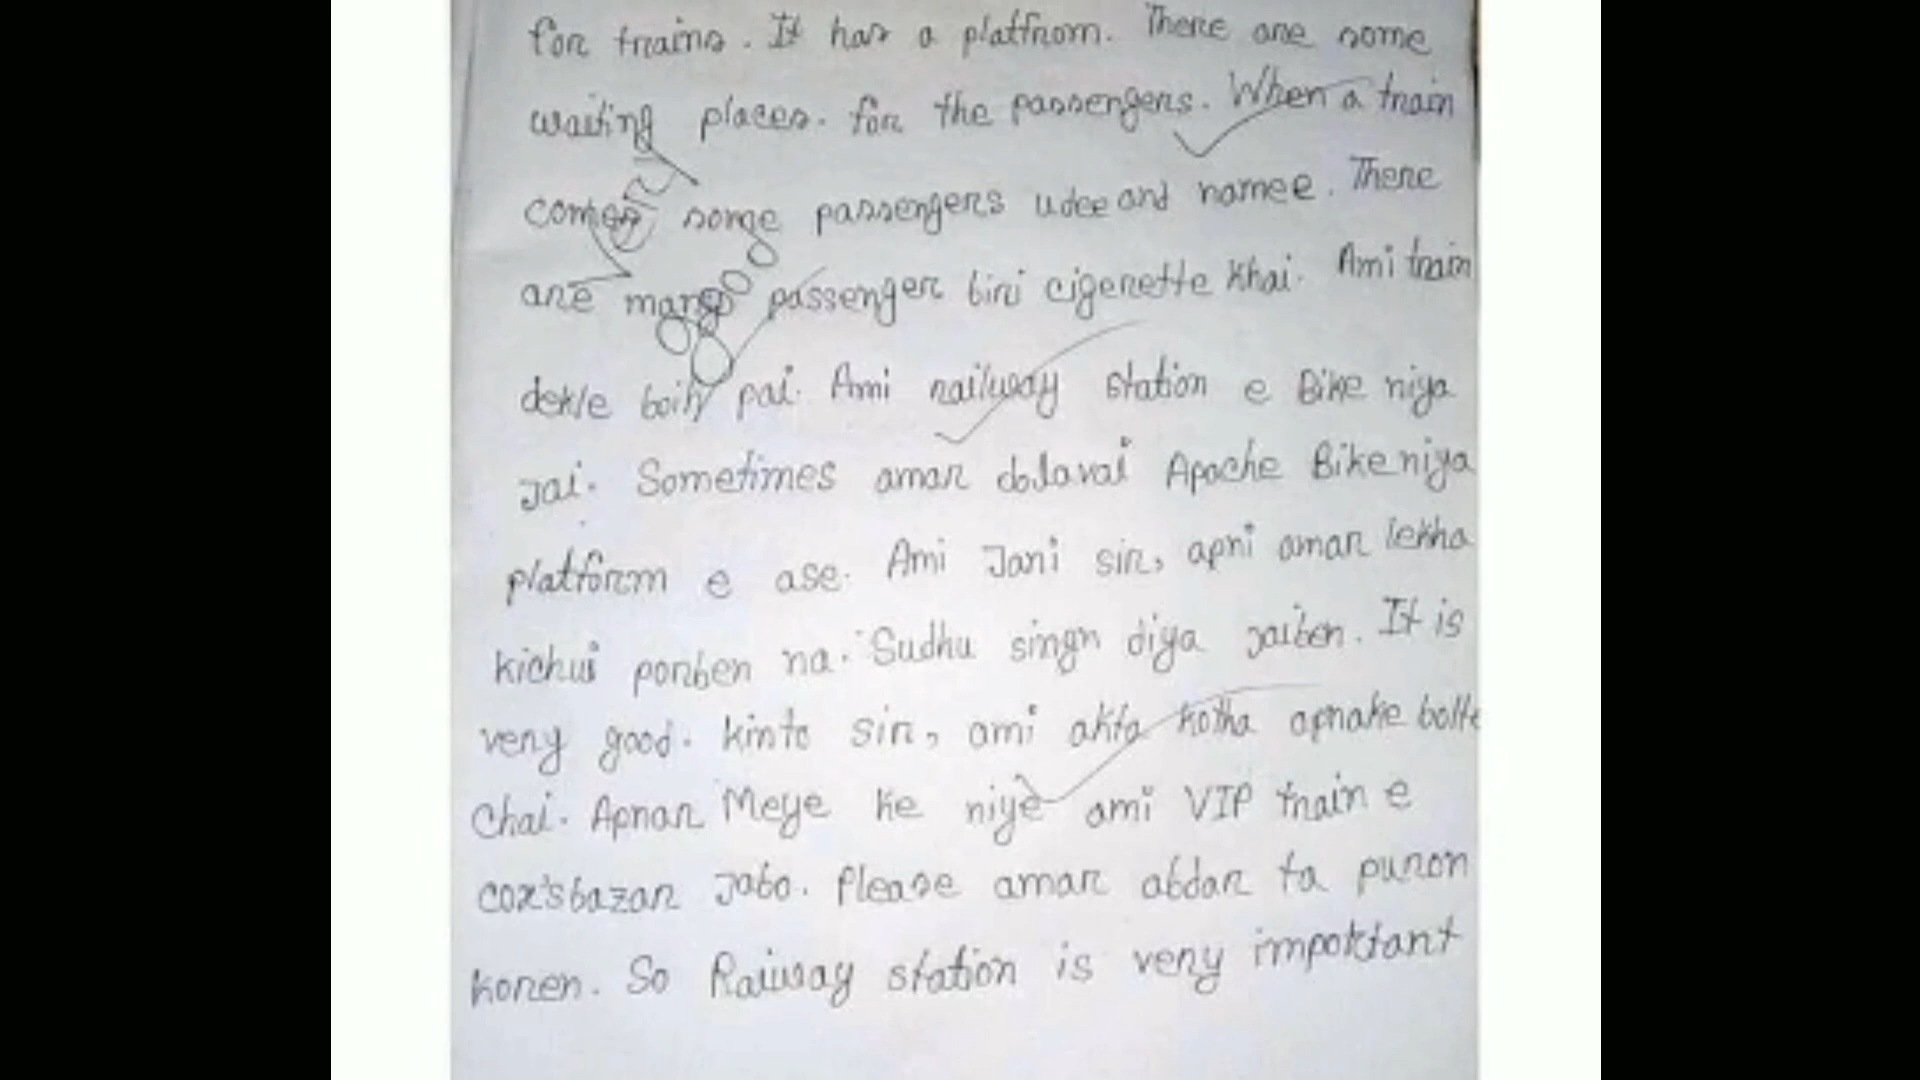 for trains. It has a platfrom. There are some
waiting places. for the passengers. When a train
comes some passengers udee and namee. There
are many passenger biri cigerette khai. Ami train
dekle boih pai. Ami railway station e Bike niya
Jai. Sometimes amar dolavai Apache Bike niya
platform e ase. Ami Jani sir, apni amar lekha
kichui porben na. Sudhu singn diya jaiben. It is
very good. kinto sir, ami akta kotha apnake bolte
chai. Apnar Meye ke niye ami VIP train e
cox'sbazar Jabo. Please amar abdar ta puron
koren. So Raiway station is very important